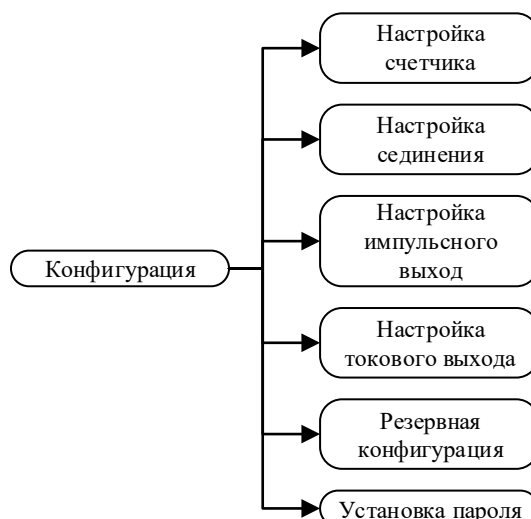 Настройка
счетчика
Настройка
сединения
Настройка
импульсного
выход
Конфигурация
Настройка
токового выхода
Резервная
конфигурация
Установка пароля